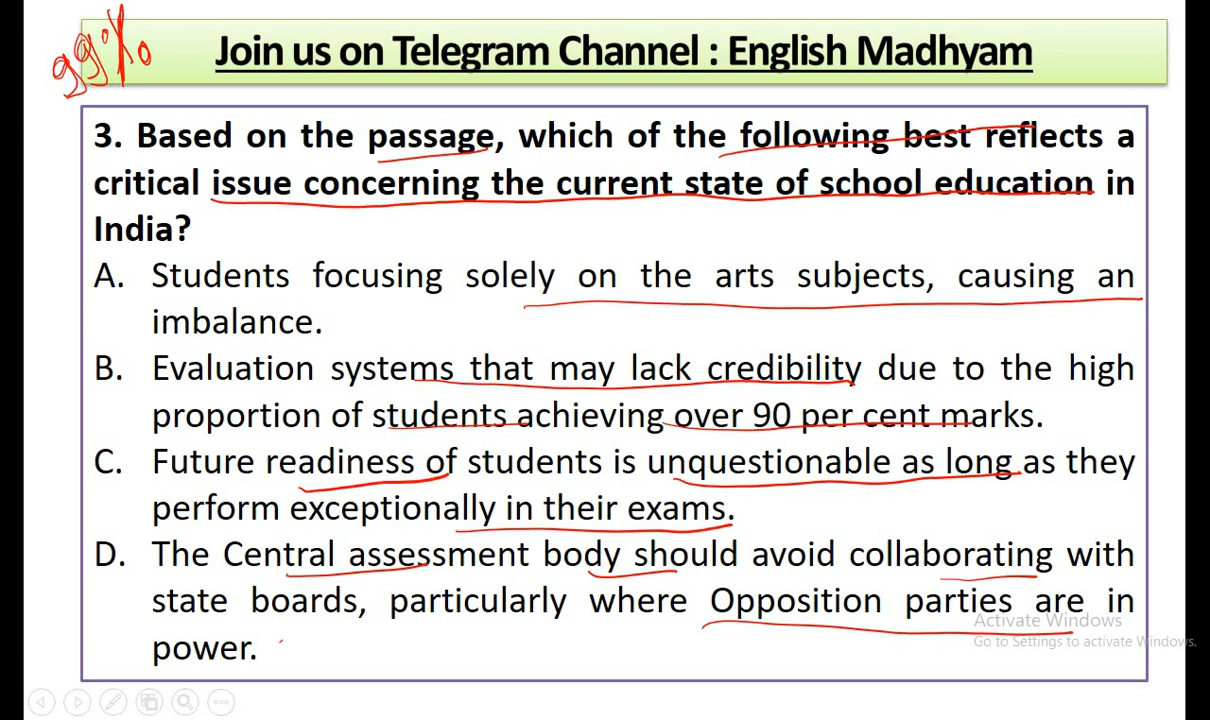 99%
Join us on Telegram Channel : English Madhyam
3. Based on the passage, which of the following best reflects a
critical issue concerning the current state of school education in
India?
A. Students focusing solely on the arts subjects, causing an
imbalance.
B. Evaluation systems that may lack credibility due to the high
proportion of students achieving over 90 per cent marks.
C. Future readiness of students is unquestionable as long as they
perform exceptionally in their exams.
D. The Central assessment body should avoid collaborating with
state boards, particularly where Opposition parties are in
power.
Activate Windows
Go to Settings to activate Windows.